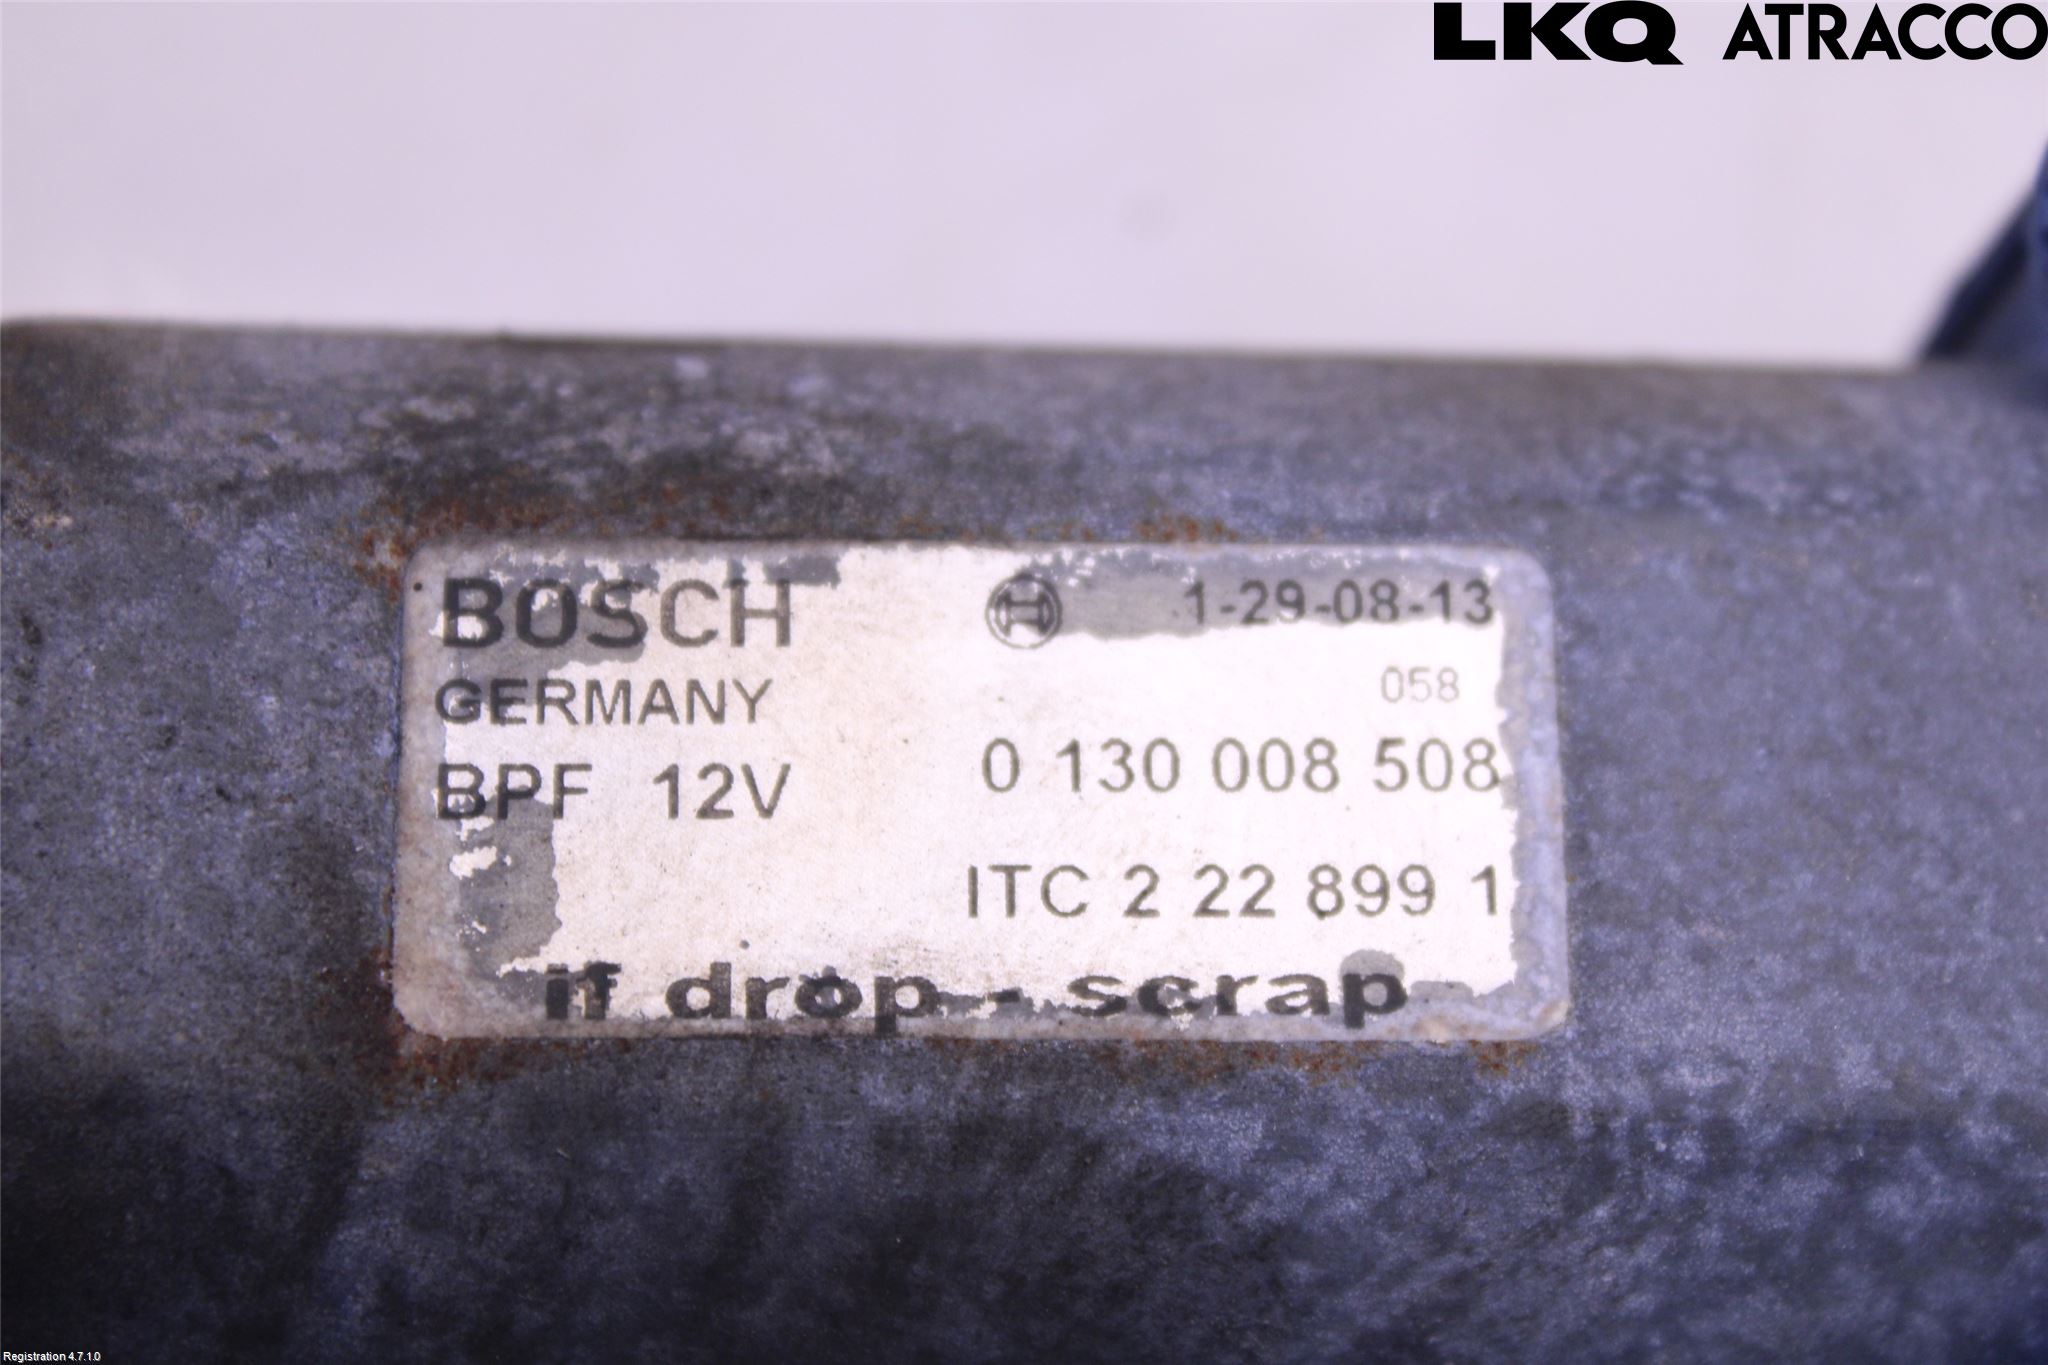 LKQ ATRACCO
BOSCH 1-29-08-13
GERMANY 058
BPF 12V 0 130 008 508
ITC 2 22 899 1
if drop - scrap
Registration 4.7.1.0